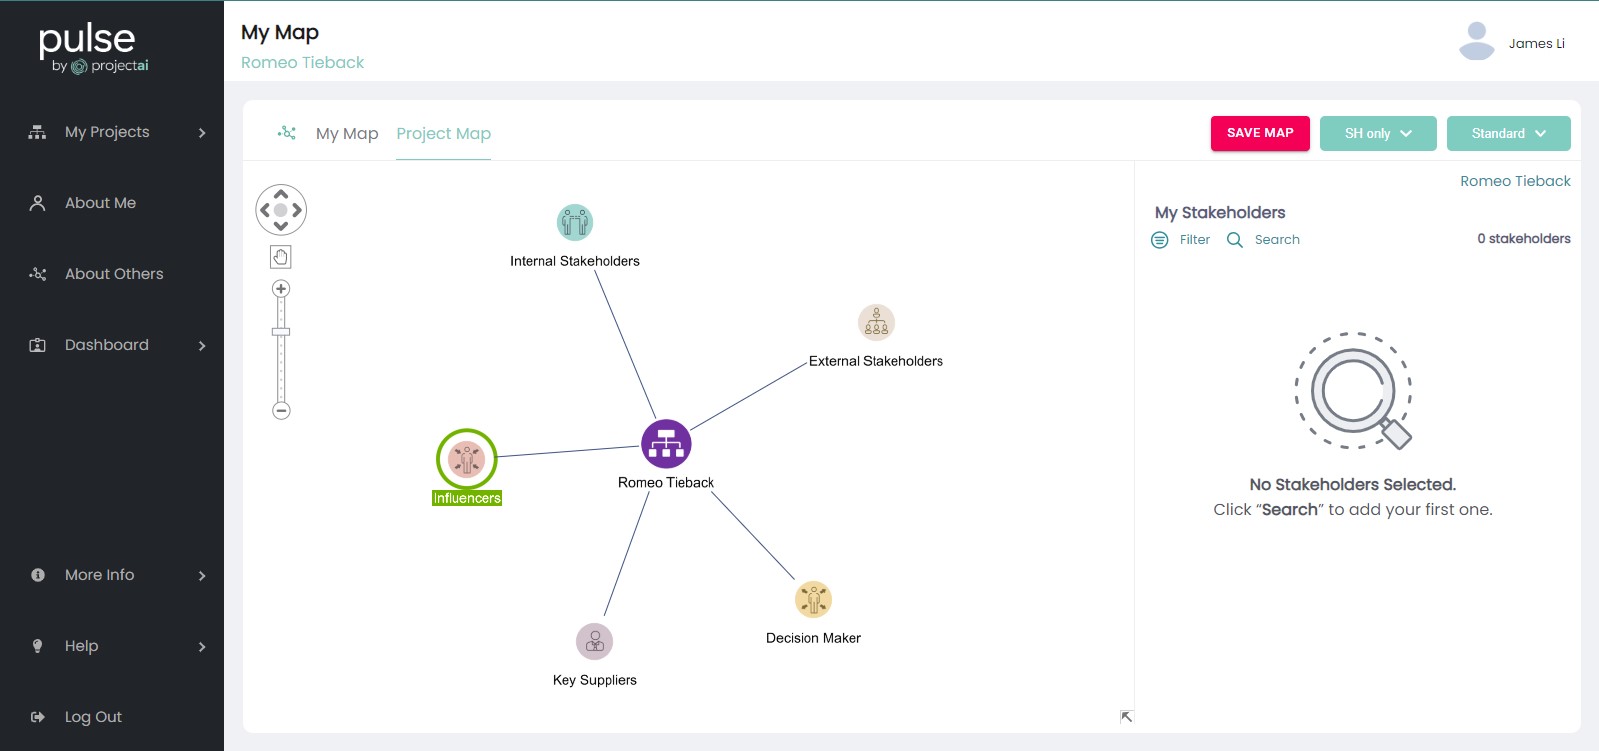 pulse
by projectai
My Projects
About Me
About Others
Dashboard
More Info
Help
Log Out
My Map
Romeo Tieback
James Li
My Map
Project Map
SAVE MAP
SH only
Standard
Internal Stakeholders
External Stakeholders
Influencers
Romeo Tieback
Decision Maker
Key Suppliers
Romeo Tieback
My Stakeholders
Filter
Search
0 stakeholders
No Stakeholders Selected.
Click “Search” to add your first one.